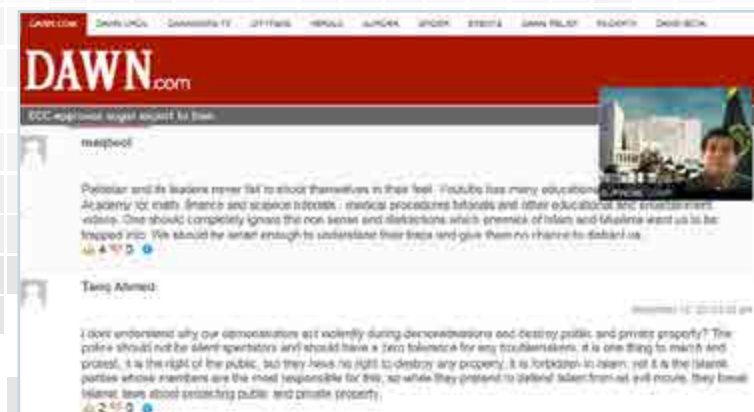 DAWN.COM DAWN URDU DAWNNEWS TV CITYFM89 HERALD AURORA SPIDER EVENTS DAWN RELIEF
DAWN.com
ECC approves sugar export to Iran
maqbool
Pakistan and its leaders never fail to shoot themselves in their feet. Youtube has many educational
Academy for math, finance and science tutorials, medical procedures tutorials and other educational and entertainment
videos. One should completely ignore the non sense and distractions which enemies of Islam and Muslims want us to be
trapped into. We should be smart enough to understand their traps and give them no chance to distract us.
4 0
Tariq Ahmed
I dont understand why our demonstrators act violently during demonstrations and destroy public and private property? The
police should not be silent spectators and should have a zero tolerance for any troublemakers. it is one thing to march and
protest, it is the right of the public, but they have no right to destroy any property. It is forbidden in Islam. yet it is the Islamic
parties whose members are the most responsible for this, so while they pretend to defend Islam from an evil movie, they break
Islamic laws about protecting public and private property.
2 0